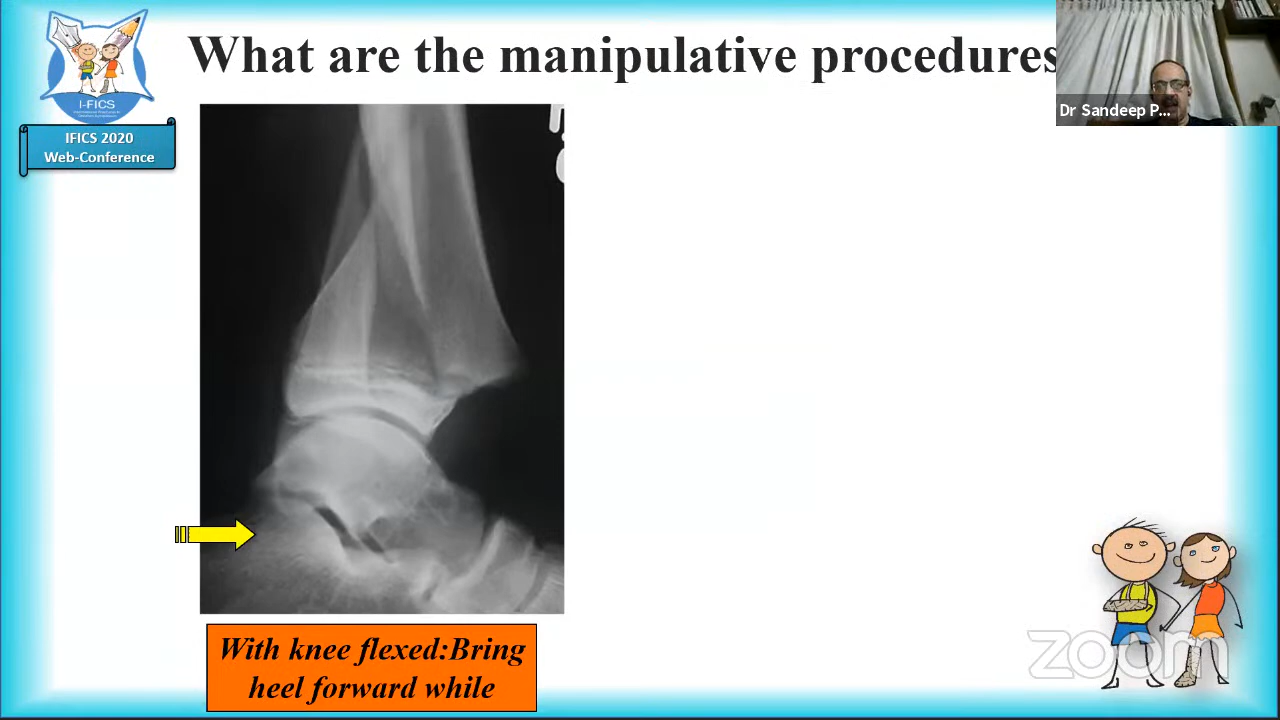 What are the manipulative procedures
I-FICS
IFICS 2020
Web-Conference
Dr Sandeep P...
With knee flexed:Bring
heel forward while
zoom